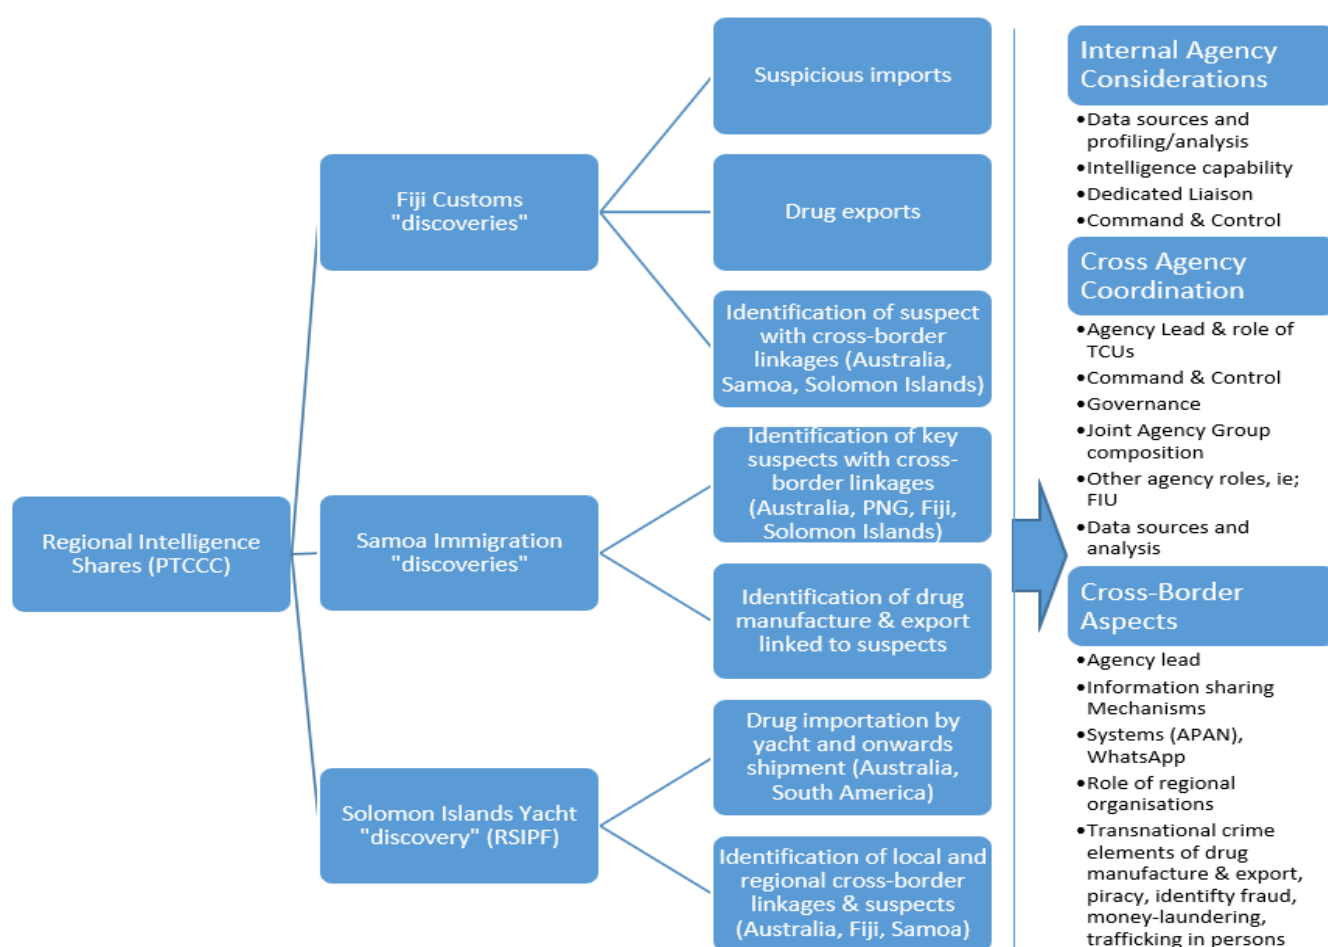 Regional Intelligence
Shares (PTCCC)
Fiji Customs
"discoveries"
Suspicious imports
Drug exports
Identification of suspect
with cross-border
linkages (Australia,
Samoa, Solomon Islands)
Samoa Immigration
"discoveries"
Identification of key
suspects with cross-
border linkages
(Australia, PNG, Fiji,
Solomon Islands)
Identification of drug
manufacture & export
linked to suspects
Solomon Islands Yacht
"discovery" (RSIPF)
Drug importation by
yacht and onwards
shipment (Australia,
South America)
Identification of local and
regional cross-border
linkages & suspects
(Australia, Fiji, Samoa)
Internal Agency
Considerations
•Data sources and
profiling/analysis
•Intelligence capability
•Dedicated Liaison
•Command & Control
Cross Agency
Coordination
•Agency Lead & role of
TCUs
•Command & Control
•Governance
•Joint Agency Group
composition
•Other agency roles, ie;
FIU
•Data sources and
analysis
Cross-Border
Aspects
•Agency lead
•Information sharing
Mechanisms
•Systems (APAN),
WhatsApp
•Role of regional
organisations
•Transnational crime
elements of drug
manufacture & export,
piracy, identifty fraud,
money-laundering,
trafficking in persons